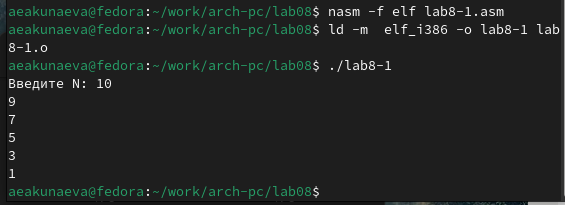 aeakunaeva@fedora:~/work/arch-pc/lab08$ nasm -f elf lab8-1.asm
aeakunaeva@fedora:~/work/arch-pc/lab08$ ld -m  elf_i386 -o lab8-1 lab
8-1.o
aeakunaeva@fedora:~/work/arch-pc/lab08$ ./lab8-1
Введите N: 10
9
7
5
3
1
aeakunaeva@fedora:~/work/arch-pc/lab08$